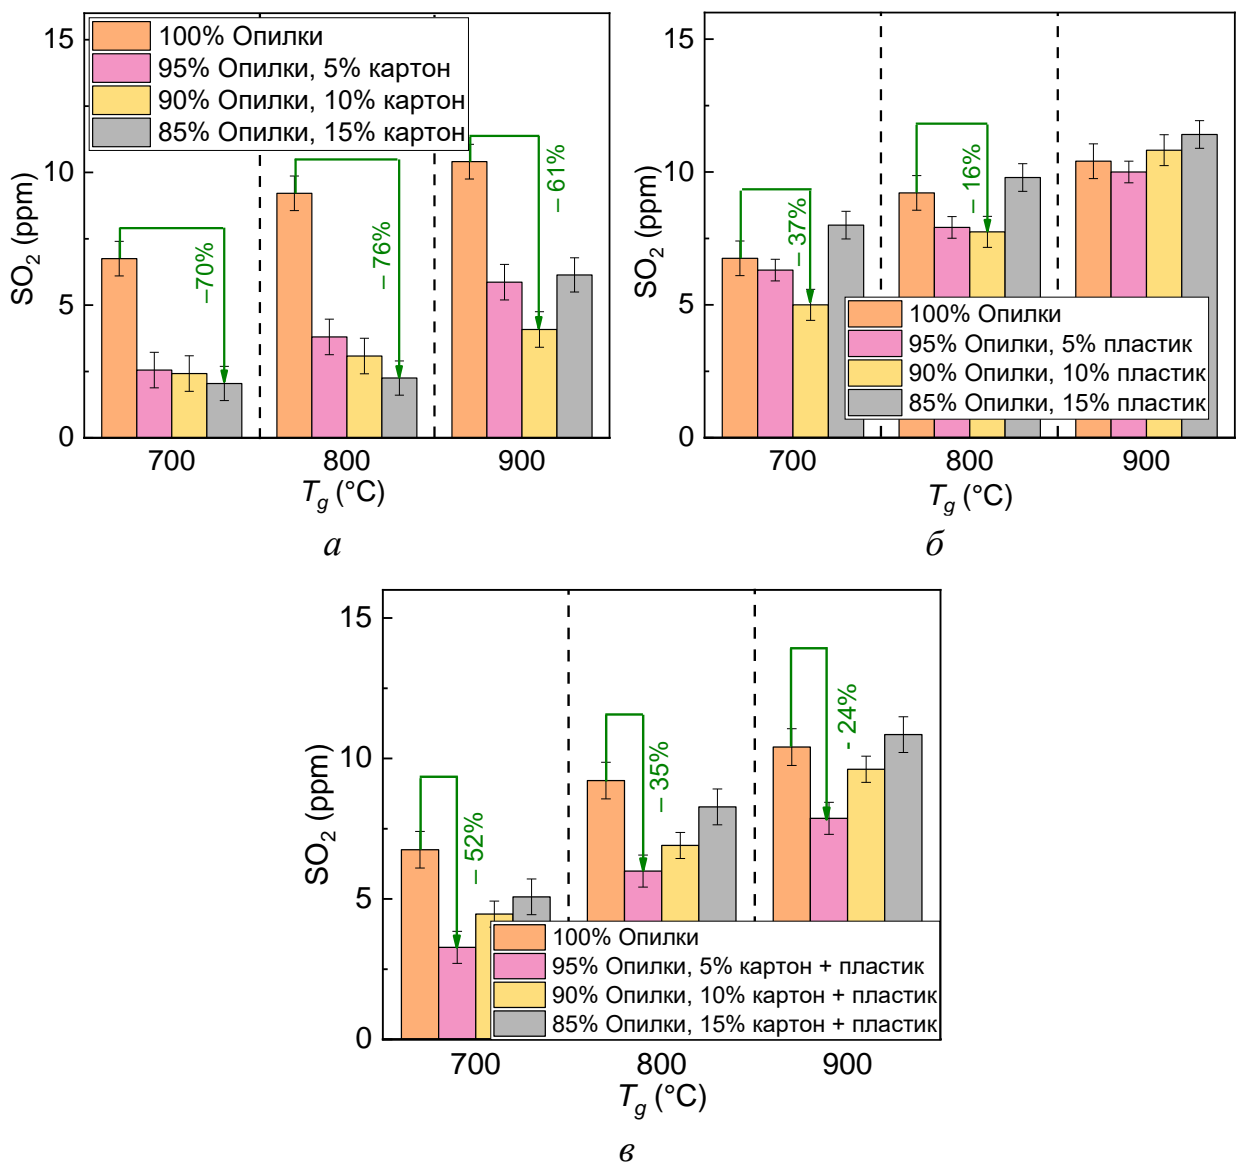 15
10
5
0
SO2 (ppm)
100% Опилки
95% Опилки, 5% картон
90% Опилки, 10% картон
85% Опилки, 15% картон
–70%
–76%
– 61%
700 800 900
Tg (°C)
а
15
10
5
0
SO2 (ppm)
– 37%
– 16%
100% Опилки
95% Опилки, 5% пластик
90% Опилки, 10% пластик
85% Опилки, 15% пластик
700 800 900
Tg (°C)
б
15
10
5
0
SO2 (ppm)
– 52%
– 35%
- 24%
100% Опилки
95% Опилки, 5% картон + пластик
90% Опилки, 10% картон + пластик
85% Опилки, 15% картон + пластик
700 800 900
Tg (°C)
в